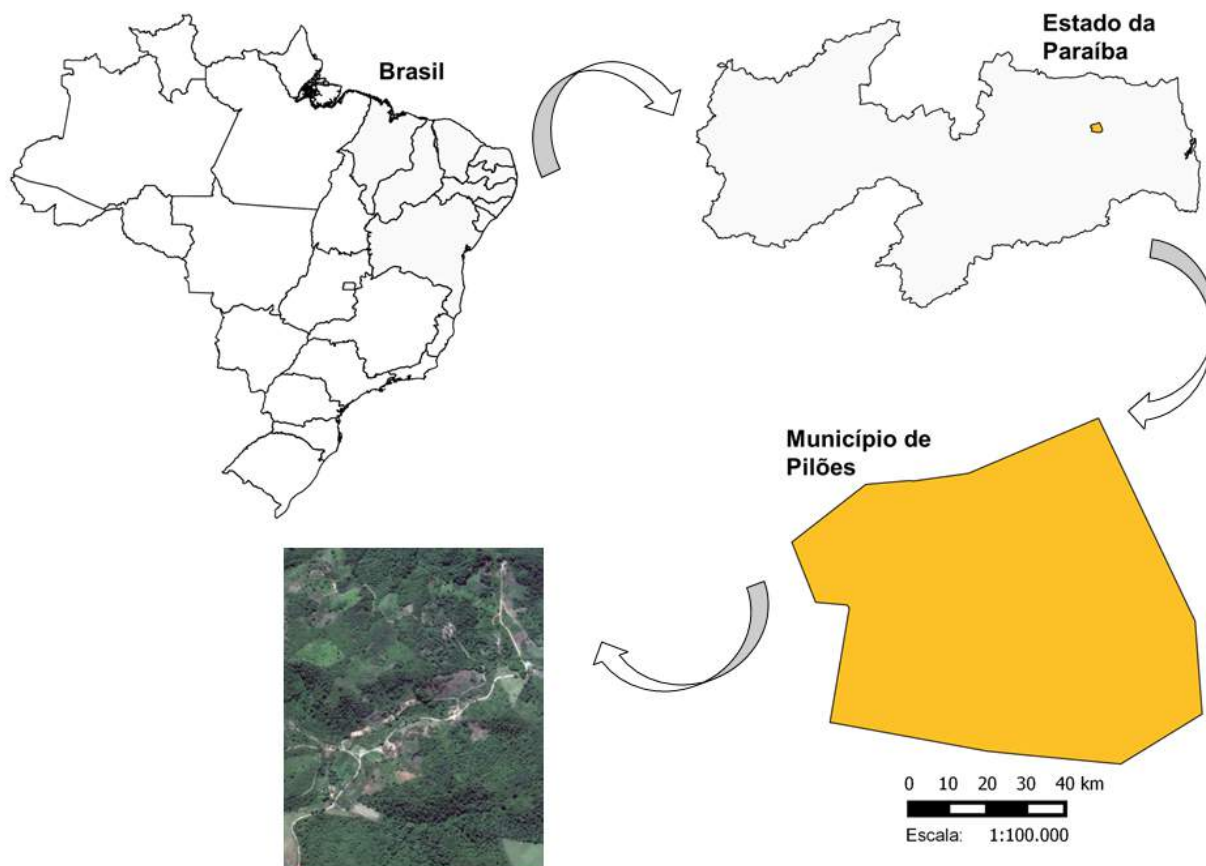 Brasil
Estado da
Paraíba
Município de
Pilões
0 10 20 30 40 km
Escala: 1:100.000